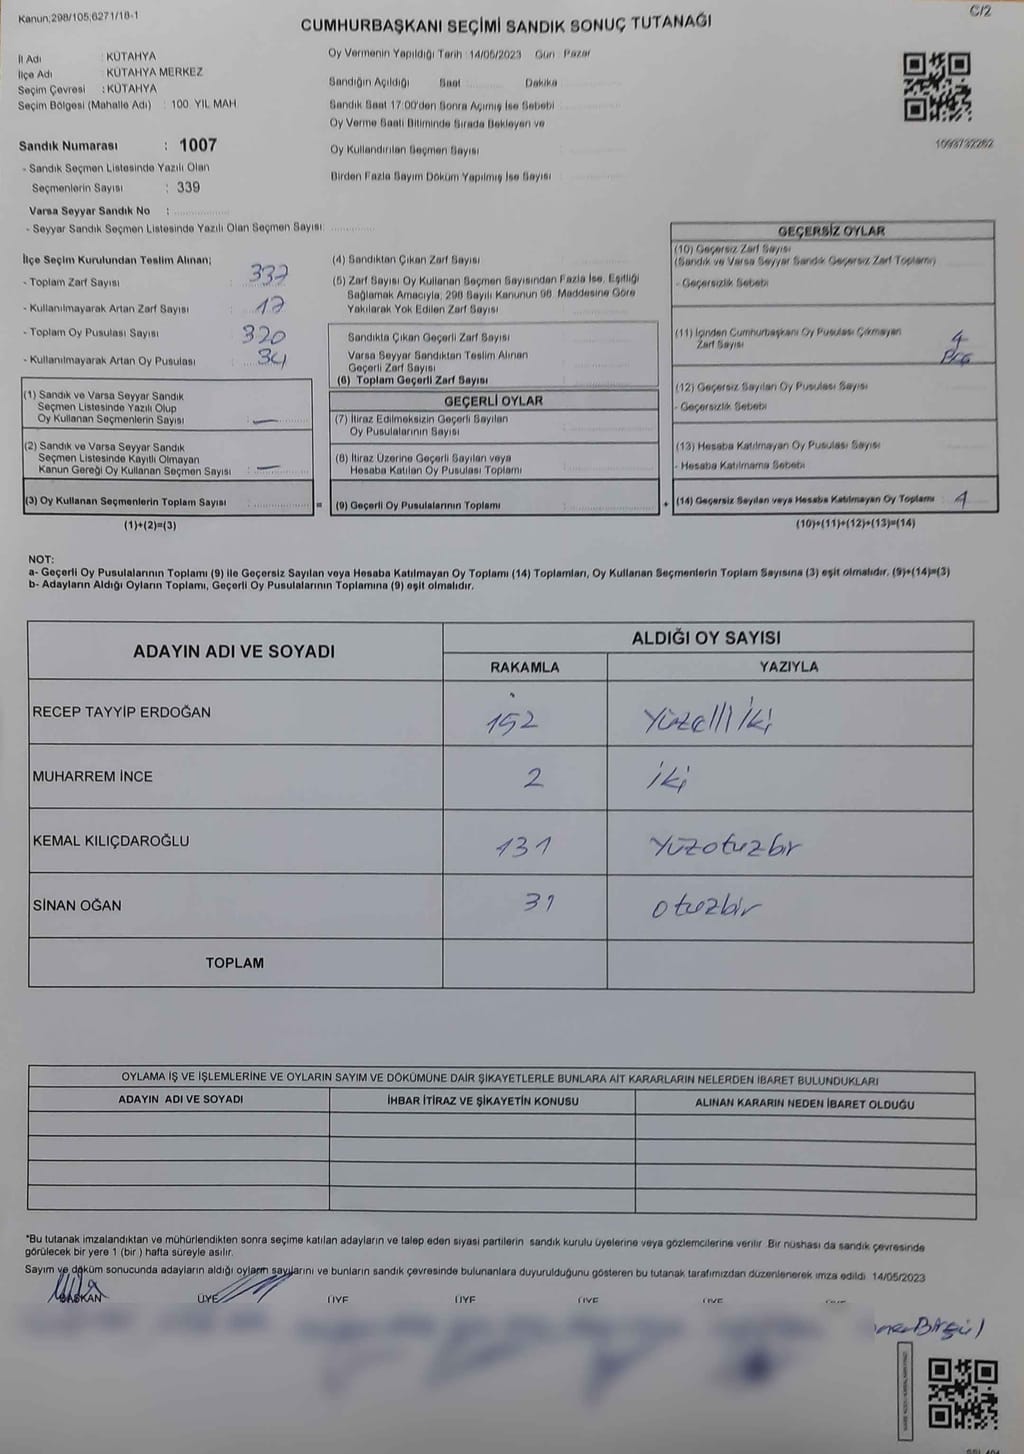 Kanun;298/105;6271/18-1
C/2
CUMHURBAŞKANI SEÇİMİ SANDIK SONUÇ TUTANAĞI
İl Adı : KÜTAHYA
İlçe Adı : KÜTAHYA MERKEZ
Seçim Çevresi : KÜTAHYA
Seçim Bölgesi (Mahalle Adı) : 100. YIL MAH.
Sandık Numarası : 1007
- Sandık Seçmen Listesinde Yazılı Olan
Seçmenlerin Sayısı : 339
Varsa Seyyar Sandık No :
- Seyyar Sandık Seçmen Listesinde Yazılı Olan Seçmen Sayısı:
Oy Vermenin Yapıldığı Tarih : 14/05/2023 Gün : Pazar
Sandığın Açıldığı Saat Dakika
Sandık Saat 17:00'den Sonra Açımış İse Sebebi
Oy Verme Saati Bitiminde Sırada Bekleyen ve
Oy Kullandırılan Seçmen Sayısı
Birden Fazla Sayım Döküm Yapılmış İse Sayısı
1093732262
İlçe Seçim Kurulundan Teslim Alınan;
- Toplam Zarf Sayısı : 337
- Kullanılmayarak Artan Zarf Sayısı : 17
- Toplam Oy Pusulası Sayısı : 320
- Kullanılmayarak Artan Oy Pusulası : 34
(1) Sandık ve Varsa Seyyar Sandık
Seçmen Listesinde Yazılı Olup
Oy Kullanan Seçmenlerin Sayısı : —
(2) Sandık ve Varsa Seyyar Sandık
Seçmen Listesinde Kayıtlı Olmayan
Kanun Gereği Oy Kullanan Seçmen Sayısı : —
(3) Oy Kullanan Seçmenlerin Toplam Sayısı : =
(1)+(2)=(3)
(4) Sandıktan Çıkan Zarf Sayısı
(5) Zarf Sayısı Oy Kullanan Seçmen Sayısından Fazla İse, Eşitliği
Sağlamak Amacıyla; 298 Sayılı Kanunun 98. Maddesine Göre
Yakılarak Yok Edilen Zarf Sayısı
Sandıkta Çıkan Geçerli Zarf Sayısı
Varsa Seyyar Sandıktan Teslim Alınan
Geçerli Zarf Sayısı
(6) Toplam Geçerli Zarf Sayısı
GEÇERLİ OYLAR
(7) İtiraz Edilmeksizin Geçerli Sayılan
Oy Pusulalarının Sayısı
(8) İtiraz Üzerine Geçerli Sayılan veya
Hesaba Katılan Oy Pusulası Toplamı
(9) Geçerli Oy Pusulalarının Toplamı +
GEÇERSİZ OYLAR
(10) Geçersiz Zarf Sayısı
(Sandık ve Varsa Seyyar Sandık Geçersiz Zarf Toplamı)
- Geçersizlik Sebebi
(11) İçinden Cumhurbaşkanı Oy Pusulası Çıkmayan
Zarf Sayısı 4
(12) Geçersiz Sayılan Oy Pusulası Sayısı
- Geçersizlik Sebebi
(13) Hesaba Katılmayan Oy Pusulası Sayısı
- Hesaba Katılmama Sebebi
(14) Geçersiz Sayılan veya Hesaba Katılmayan Oy Toplamı 4
(10)+(11)+(12)+(13)=(14)
NOT:
a- Geçerli Oy Pusulalarının Toplamı (9) ile Geçersiz Sayılan veya Hesaba Katılmayan Oy Toplamı (14) Toplamları, Oy Kullanan Seçmenlerin Toplam Sayısına (3) eşit olmalıdır. (9)+(14)=(3)
b- Adayların Aldığı Oyların Toplamı, Geçerli Oy Pusulalarının Toplamına (9) eşit olmalıdır.
ADAYIN ADI VE SOYADI
ALDIĞI OY SAYISI
RAKAMLA YAZIYLA
RECEP TAYYİP ERDOĞAN 152 Yüzelli iki
MUHARREM İNCE 2 iki
KEMAL KILIÇDAROĞLU 131 Yüzotuzbir
SİNAN OĞAN 31 otuzbir
TOPLAM
OYLAMA İŞ VE İŞLEMLERİNE VE OYLARIN SAYIM VE DÖKÜMÜNE DAİR ŞİKAYETLERLE BUNLARA AİT KARARLARIN NELERDEN İBARET BULUNDUKLARI
ADAYIN ADI VE SOYADI İHBAR İTİRAZ VE ŞİKAYETİN KONUSU ALINAN KARARIN NEDEN İBARET OLDUĞU
*Bu tutanak imzalandıktan ve mühürlendikten sonra seçime katılan adayların ve talep eden siyasi partilerin sandık kurulu üyelerine veya gözlemcilerine verilir. Bir nüshası da sandık çevresinde
görülecek bir yere 1 (bir ) hafta süreyle asılır.
Sayım ve döküm sonucunda adayların aldığı oyların sayılarını ve bunların sandık çevresinde bulunanlara duyurulduğunu gösteren bu tutanak tarafımızdan düzenlenerek imza edildi. 14/05/2023
BAŞKAN ÜYE ÜYE ÜYE ÜYE ÜYE
Birgül